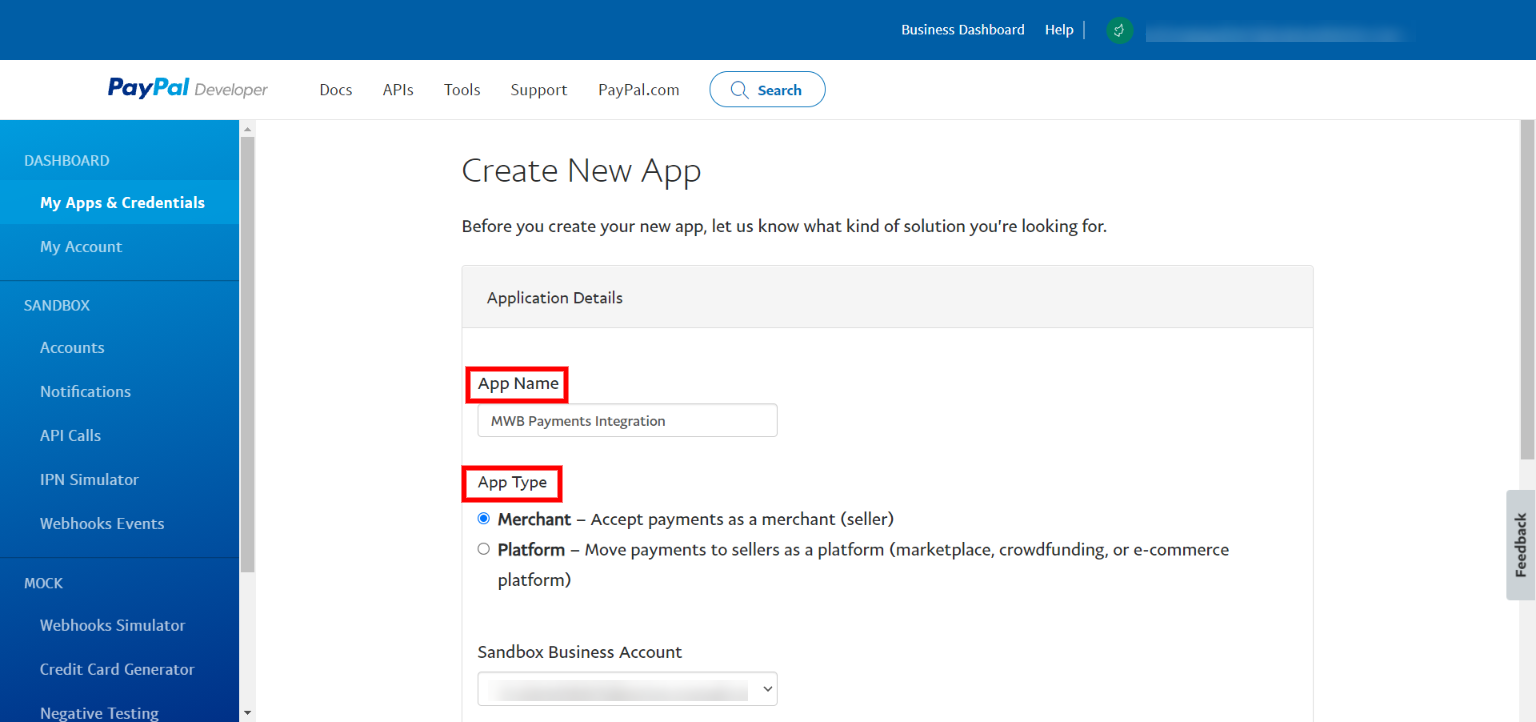 Business Dashboard Help
PayPal Developer Docs APIs Tools Support PayPal.com Search
DASHBOARD
My Apps & Credentials
My Account
SANDBOX
Accounts
Notifications
API Calls
IPN Simulator
Webhooks Events
MOCK
Webhooks Simulator
Credit Card Generator
Negative Testing
Create New App
Before you create your new app, let us know what kind of solution you're looking for.
Application Details
App Name
MWB Payments Integration
App Type
Merchant – Accept payments as a merchant (seller)
Platform – Move payments to sellers as a platform (marketplace, crowdfunding, or e-commerce
platform)
Sandbox Business Account
Feedback